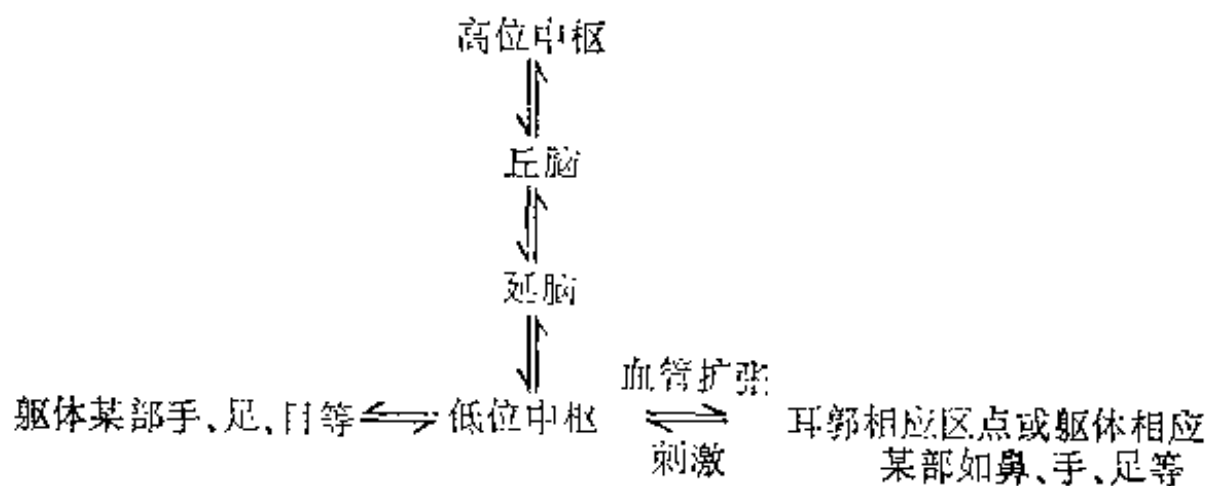 高位中枢
丘脑
延脑
血管扩张
躯体某部手、足、目等
低位中枢
刺激
耳郭相应区点或躯体相应
某部如鼻、手、足等